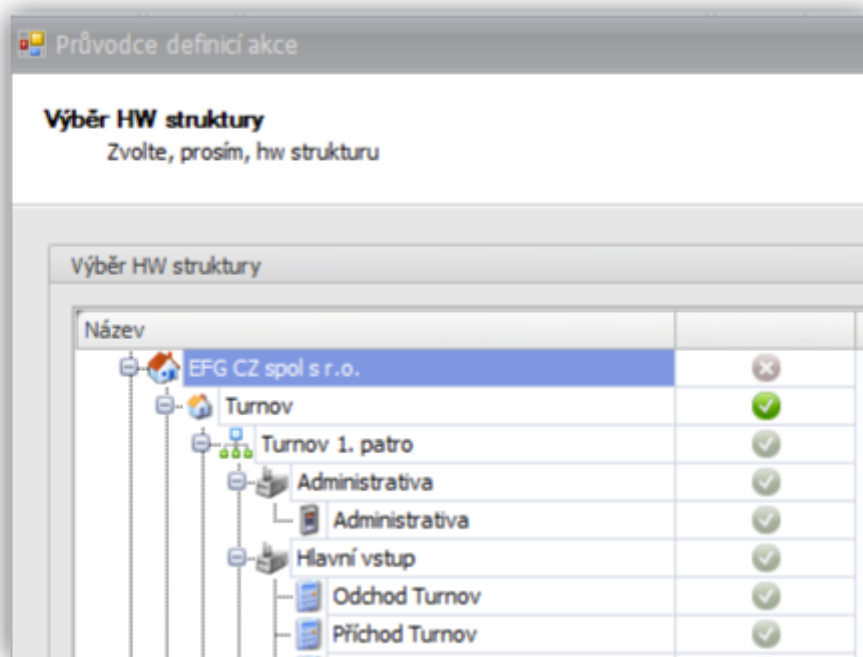 Průvodce definicí akce
Výběr HW struktury
Zvolte, prosím, hw strukturu
Výběr HW struktury
Název
EFG CZ spol s r.o.
Turnov
Turnov 1. patro
Administrativa
Administrativa
Hlavní vstup
Odchod Turnov
Příchod Turnov